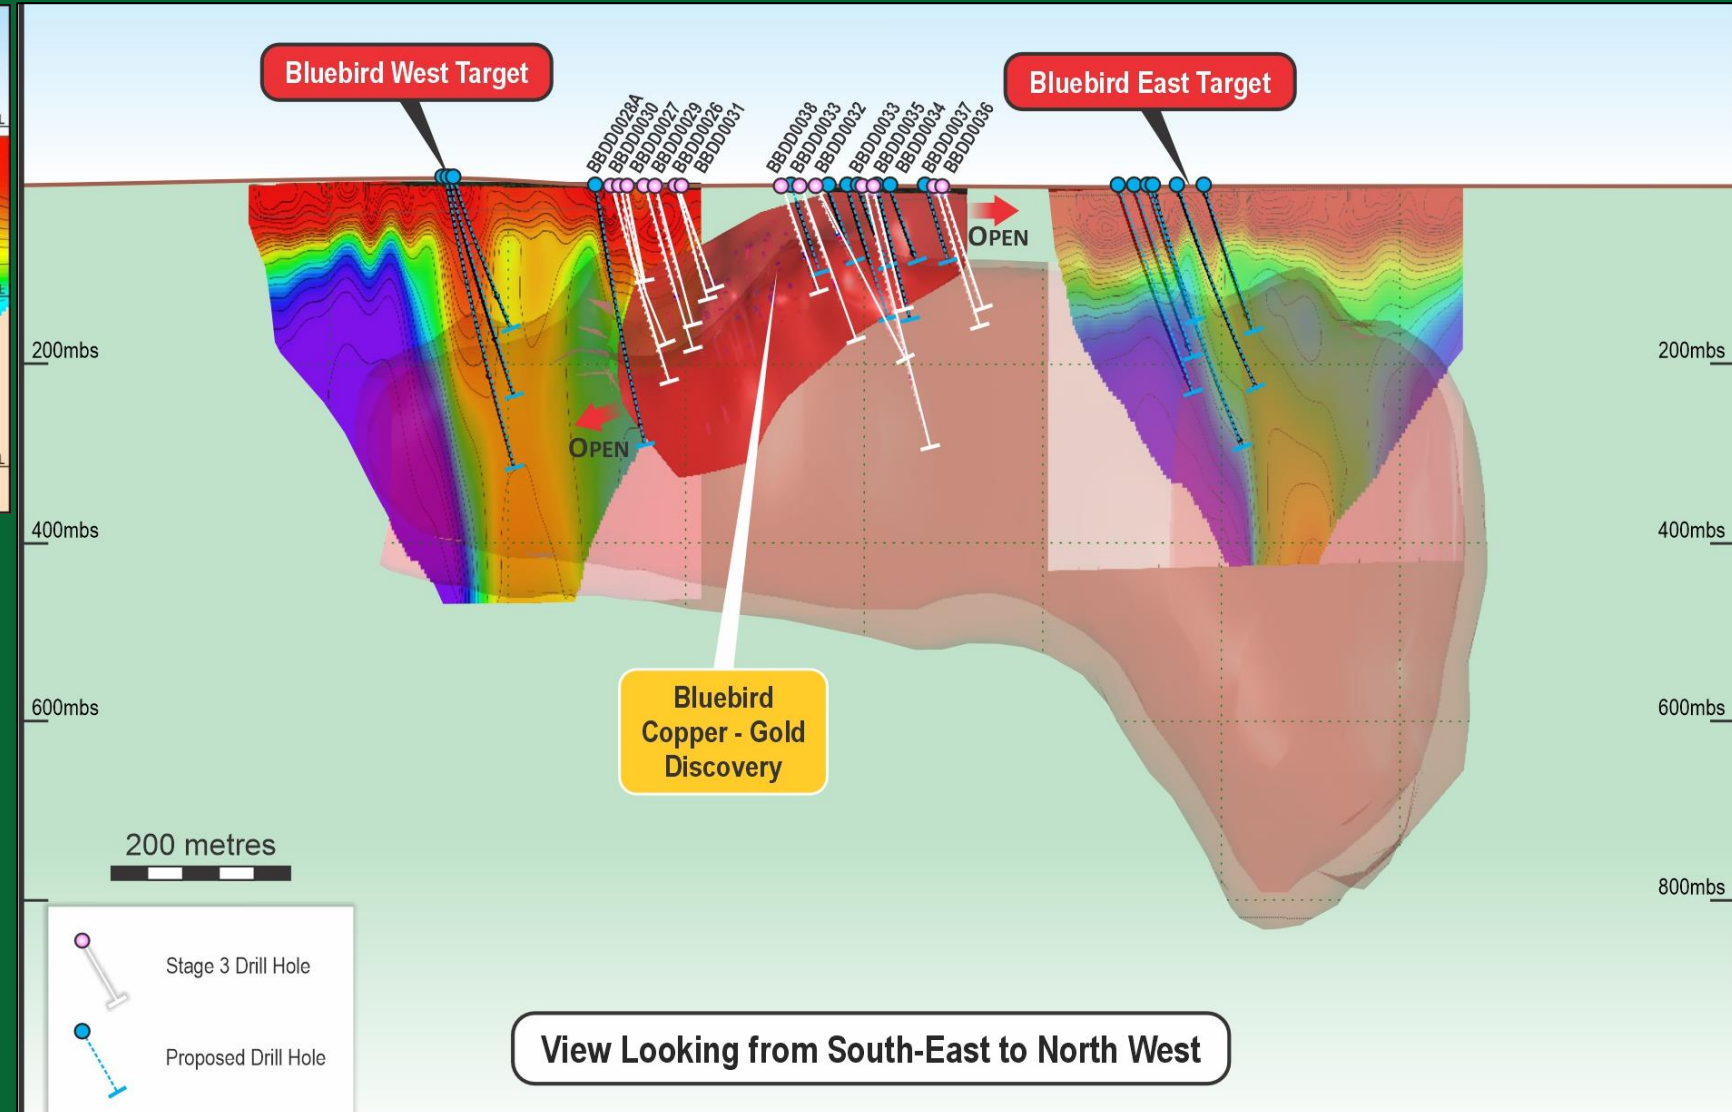 Bluebird West Target
Bluebird East Target
BBDD0028A
BBDD0030
BBDD0027
BBDD0029
BBDD0026
BBDD0031
BBDD0038
BBDD0033
BBDD0032
BBDD0033
BBDD0035
BBDD0034
BBDD0037
BBDD0036
OPEN
OPEN
200mbs
200mbs
400mbs
400mbs
600mbs
600mbs
800mbs
Bluebird
Copper - Gold
Discovery
200 metres
Stage 3 Drill Hole
Proposed Drill Hole
View Looking from South-East to North West